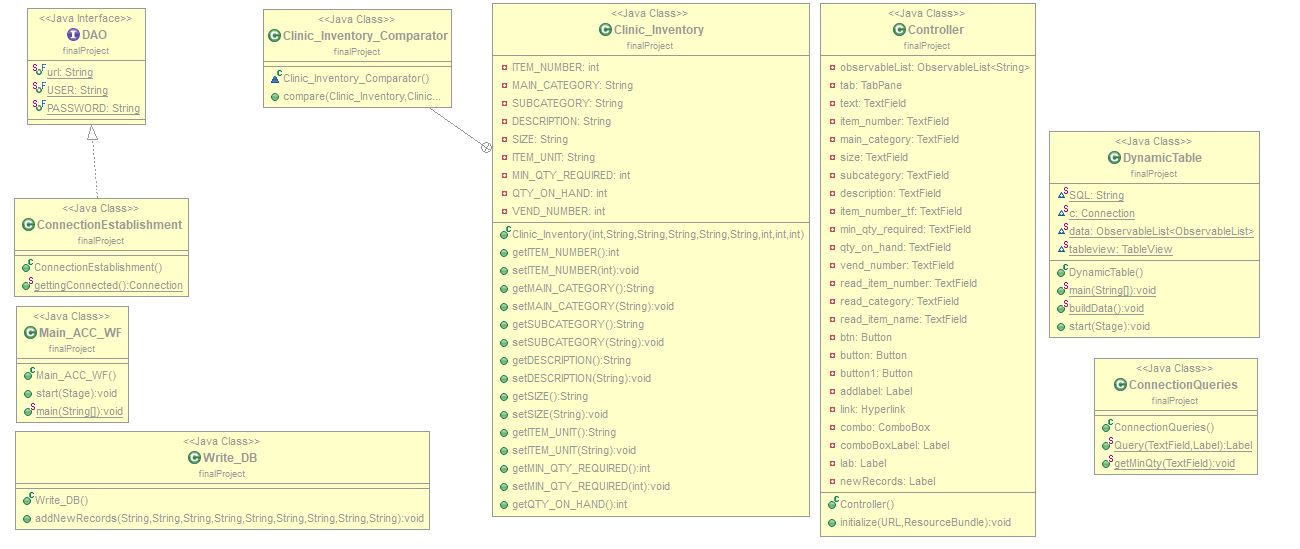 <<Java Interface>>
DAO
finalProject
url: String
USER: String
PASSWORD: String
<<Java Class>>
ConnectionEstablishment
finalProject
ConnectionEstablishment()
gettingConnected():Connection
<<Java Class>>
Main_ACC_WF
finalProject
Main_ACC_WF()
start(Stage):void
main(String[]):void
<<Java Class>>
Write_DB
finalProject
Write_DB()
addNewRecords(String,String,String,String,String,String,String,String,String):void
<<Java Class>>
Clinic_Inventory_Comparator
finalProject
Clinic_Inventory_Comparator()
compare(Clinic_Inventory,Clinic...
<<Java Class>>
Clinic_Inventory
finalProject
ITEM_NUMBER: int
MAIN_CATEGORY: String
SUBCATEGORY: String
DESCRIPTION: String
SIZE: String
ITEM_UNIT: String
MIN_QTY_REQUIRED: int
QTY_ON_HAND: int
VEND_NUMBER: int
Clinic_Inventory(int,String,String,String,String,String,int,int,int)
getITEM_NUMBER():int
setITEM_NUMBER(int):void
getMAIN_CATEGORY():String
setMAIN_CATEGORY(String):void
getSUBCATEGORY():String
setSUBCATEGORY(String):void
getDESCRIPTION():String
setDESCRIPTION(String):void
getSIZE():String
setSIZE(String):void
getITEM_UNIT():String
setITEM_UNIT(String):void
getMIN_QTY_REQUIRED():int
setMIN_QTY_REQUIRED(int):void
getQTY_ON_HAND():int
<<Java Class>>
Controller
finalProject
observableList: ObservableList<String>
tab: TabPane
text: TextField
item_number: TextField
main_category: TextField
size: TextField
subcategory: TextField
description: TextField
item_number_tf: TextField
min_qty_required: TextField
qty_on_hand: TextField
vend_number: TextField
read_item_number: TextField
read_category: TextField
read_item_name: TextField
btn: Button
button: Button
button1: Button
addlabel: Label
link: Hyperlink
combo: ComboBox
comboBoxLabel: Label
lab: Label
newRecords: Label
Controller()
initialize(URL,ResourceBundle):void
<<Java Class>>
DynamicTable
finalProject
SQL: String
c: Connection
data: ObservableList<ObservableList>
tableview: TableView
DynamicTable()
main(String[]):void
buildData():void
start(Stage):void
<<Java Class>>
ConnectionQueries
finalProject
ConnectionQueries()
Query(TextField,Label):Label
getMinQty(TextField):void